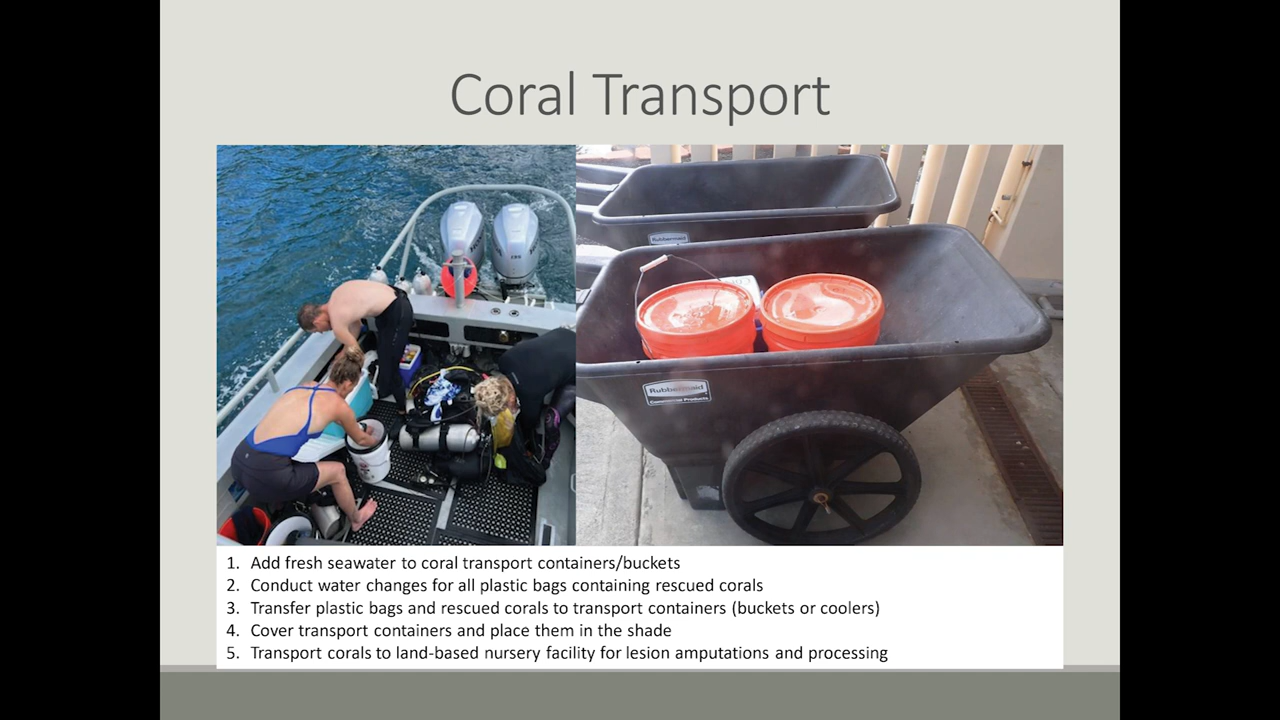 Coral Transport
Rubbermaid
Rubbermaid
Commercial Products
1. Add fresh seawater to coral transport containers/buckets
2. Conduct water changes for all plastic bags containing rescued corals
3. Transfer plastic bags and rescued corals to transport containers (buckets or coolers)
4. Cover transport containers and place them in the shade
5. Transport corals to land-based nursery facility for lesion amputations and processing